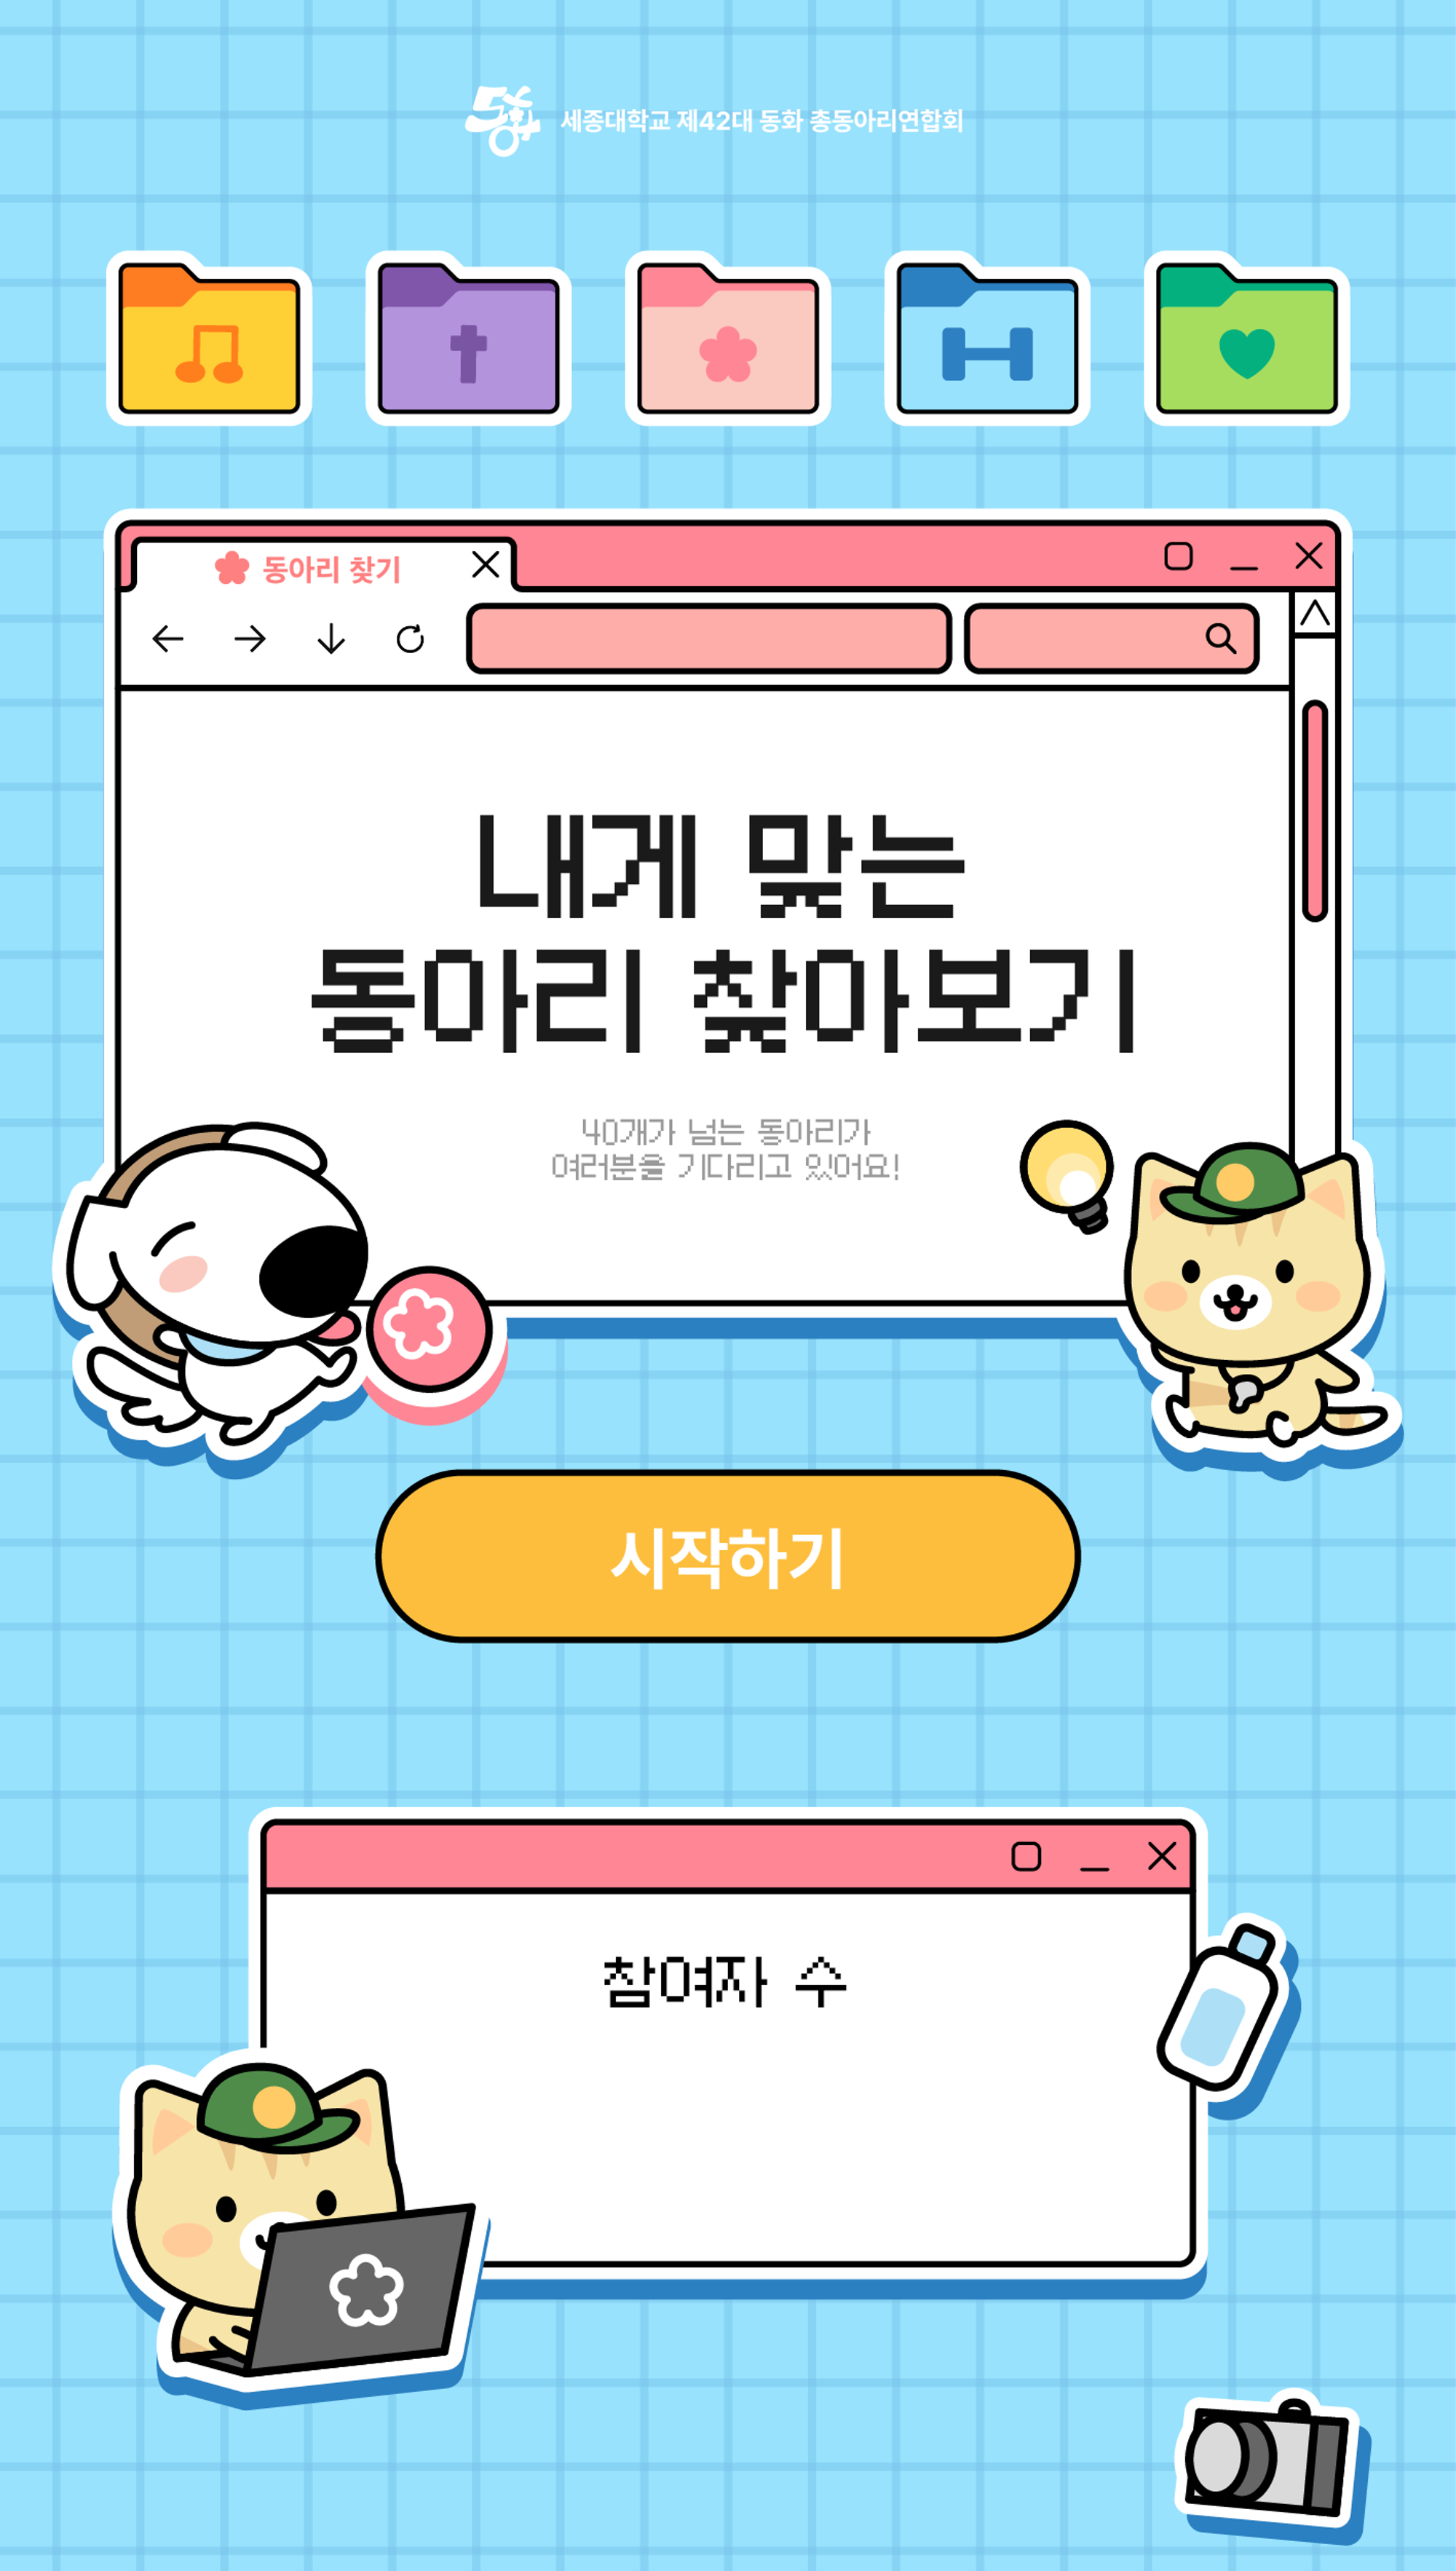 동화
세종대학교 제42대 동화 총동아리연합회
동아리 찾기
내게 맞는
동아리 찾아보기
40개가 넘는 동아리가
여러분을 기다리고 있어요!
시작하기
참여자 수